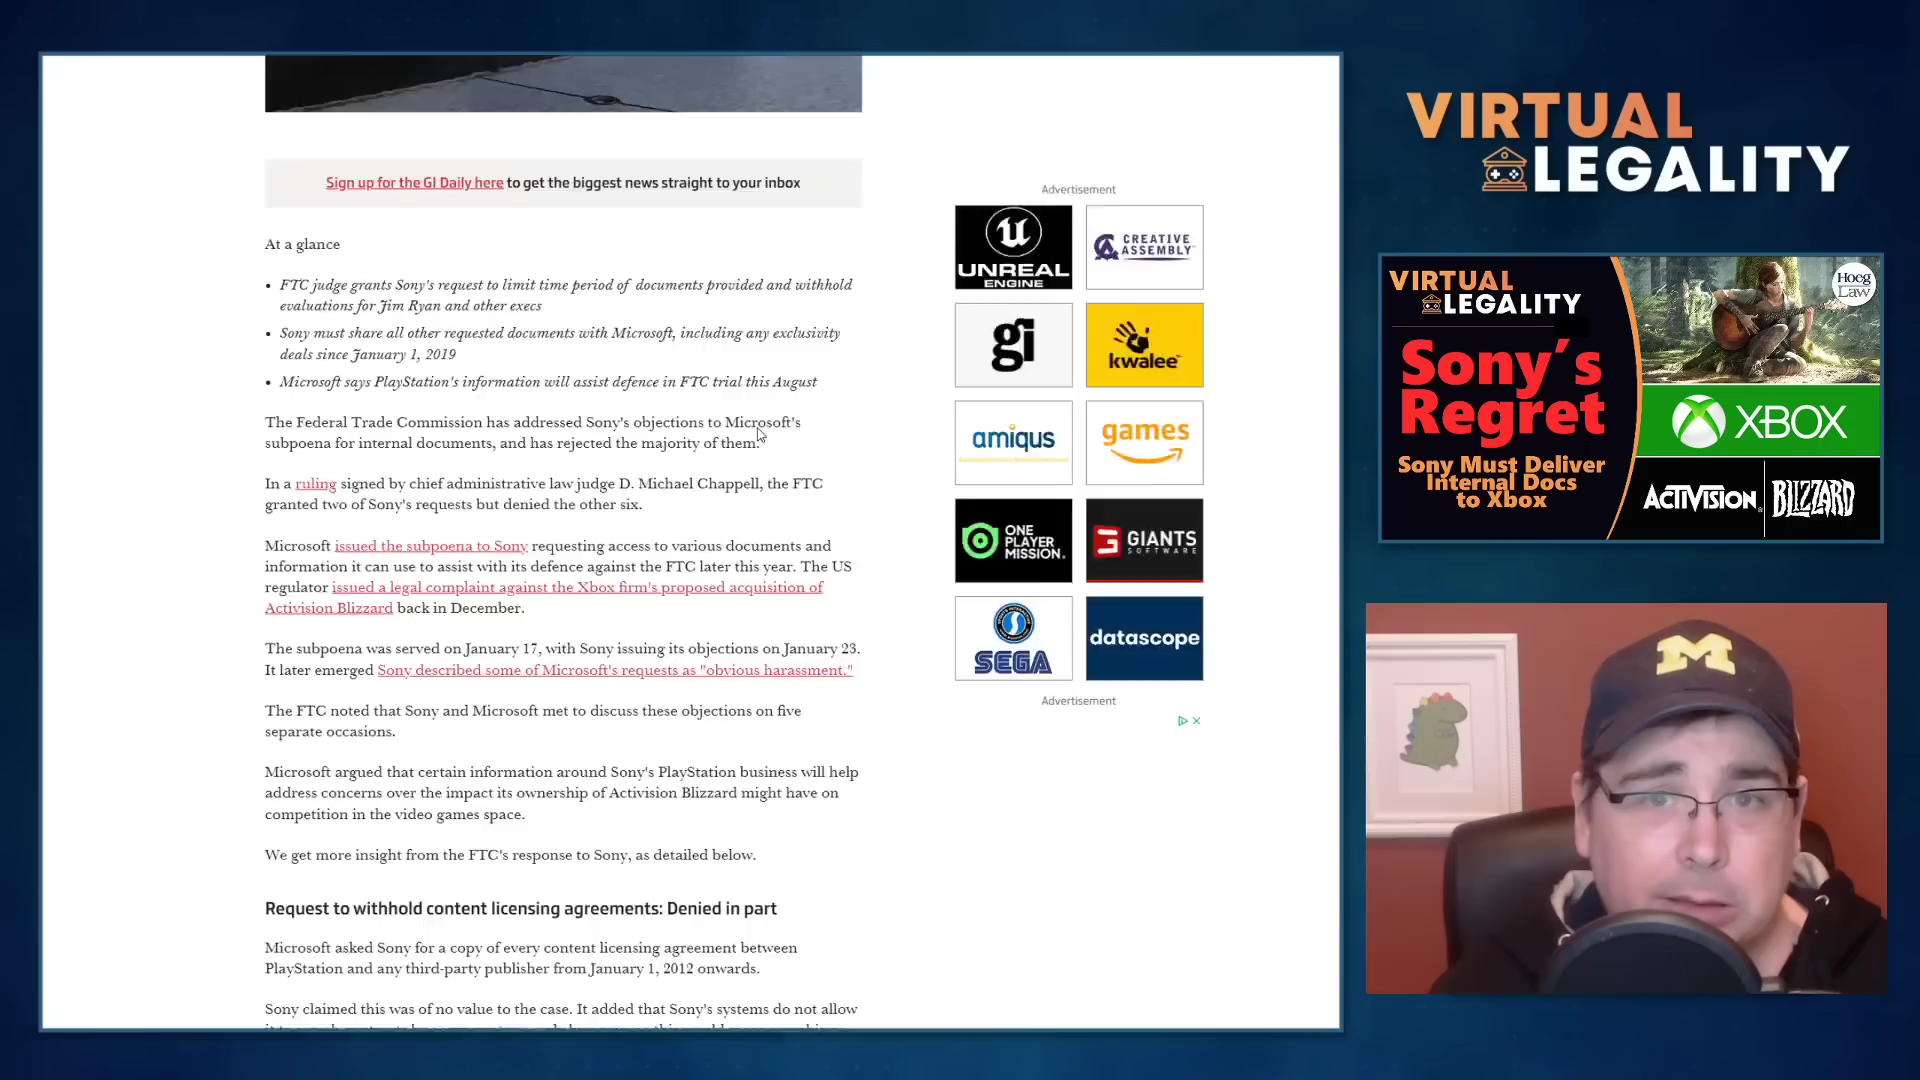 Sign up for the GI Daily here to get the biggest news straight to your inbox
At a glance
• FTC judge grants Sony's request to limit time period of documents provided and withhold
evaluations for Jim Ryan and other execs
• Sony must share all other requested documents with Microsoft, including any exclusivity
deals since January 1, 2019
• Microsoft says PlayStation's information will assist defence in FTC trial this August
The Federal Trade Commission has addressed Sony's objections to Microsoft's
subpoena for internal documents, and has rejected the majority of them.
In a ruling signed by chief administrative law judge D. Michael Chappell, the FTC
granted two of Sony's requests but denied the other six.
Microsoft issued the subpoena to Sony requesting access to various documents and
information it can use to assist with its defence against the FTC later this year. The US
regulator issued a legal complaint against the Xbox firm's proposed acquisition of
Activision Blizzard back in December.
The subpoena was served on January 17, with Sony issuing its objections on January 23.
It later emerged Sony described some of Microsoft's requests as "obvious harassment."
The FTC noted that Sony and Microsoft met to discuss these objections on five
separate occasions.
Microsoft argued that certain information around Sony's PlayStation business will help
address concerns over the impact its ownership of Activision Blizzard might have on
competition in the video games space.
We get more insight from the FTC's response to Sony, as detailed below.
Request to withhold content licensing agreements: Denied in part
Microsoft asked Sony for a copy of every content licensing agreement between
PlayStation and any third-party publisher from January 1, 2012 onwards.
Sony claimed this was of no value to the case. It added that Sony's systems do not allow
Advertisement
UNREAL
ENGINE
CREATIVE
ASSEMBLY
gi
kwalee
amiqus
games
ONE
PLAYER
MISSION.
GIANTS
SOFTWARE
SEGA
datascope
Advertisement
VIRTUAL
LEGALITY
VIRTUAL
LEGALITY
Hoeg
Law
Sony's
Regret
Sony Must Deliver
Internal Docs
to Xbox
XBOX
ACTIVISION
BLIZZARD
M